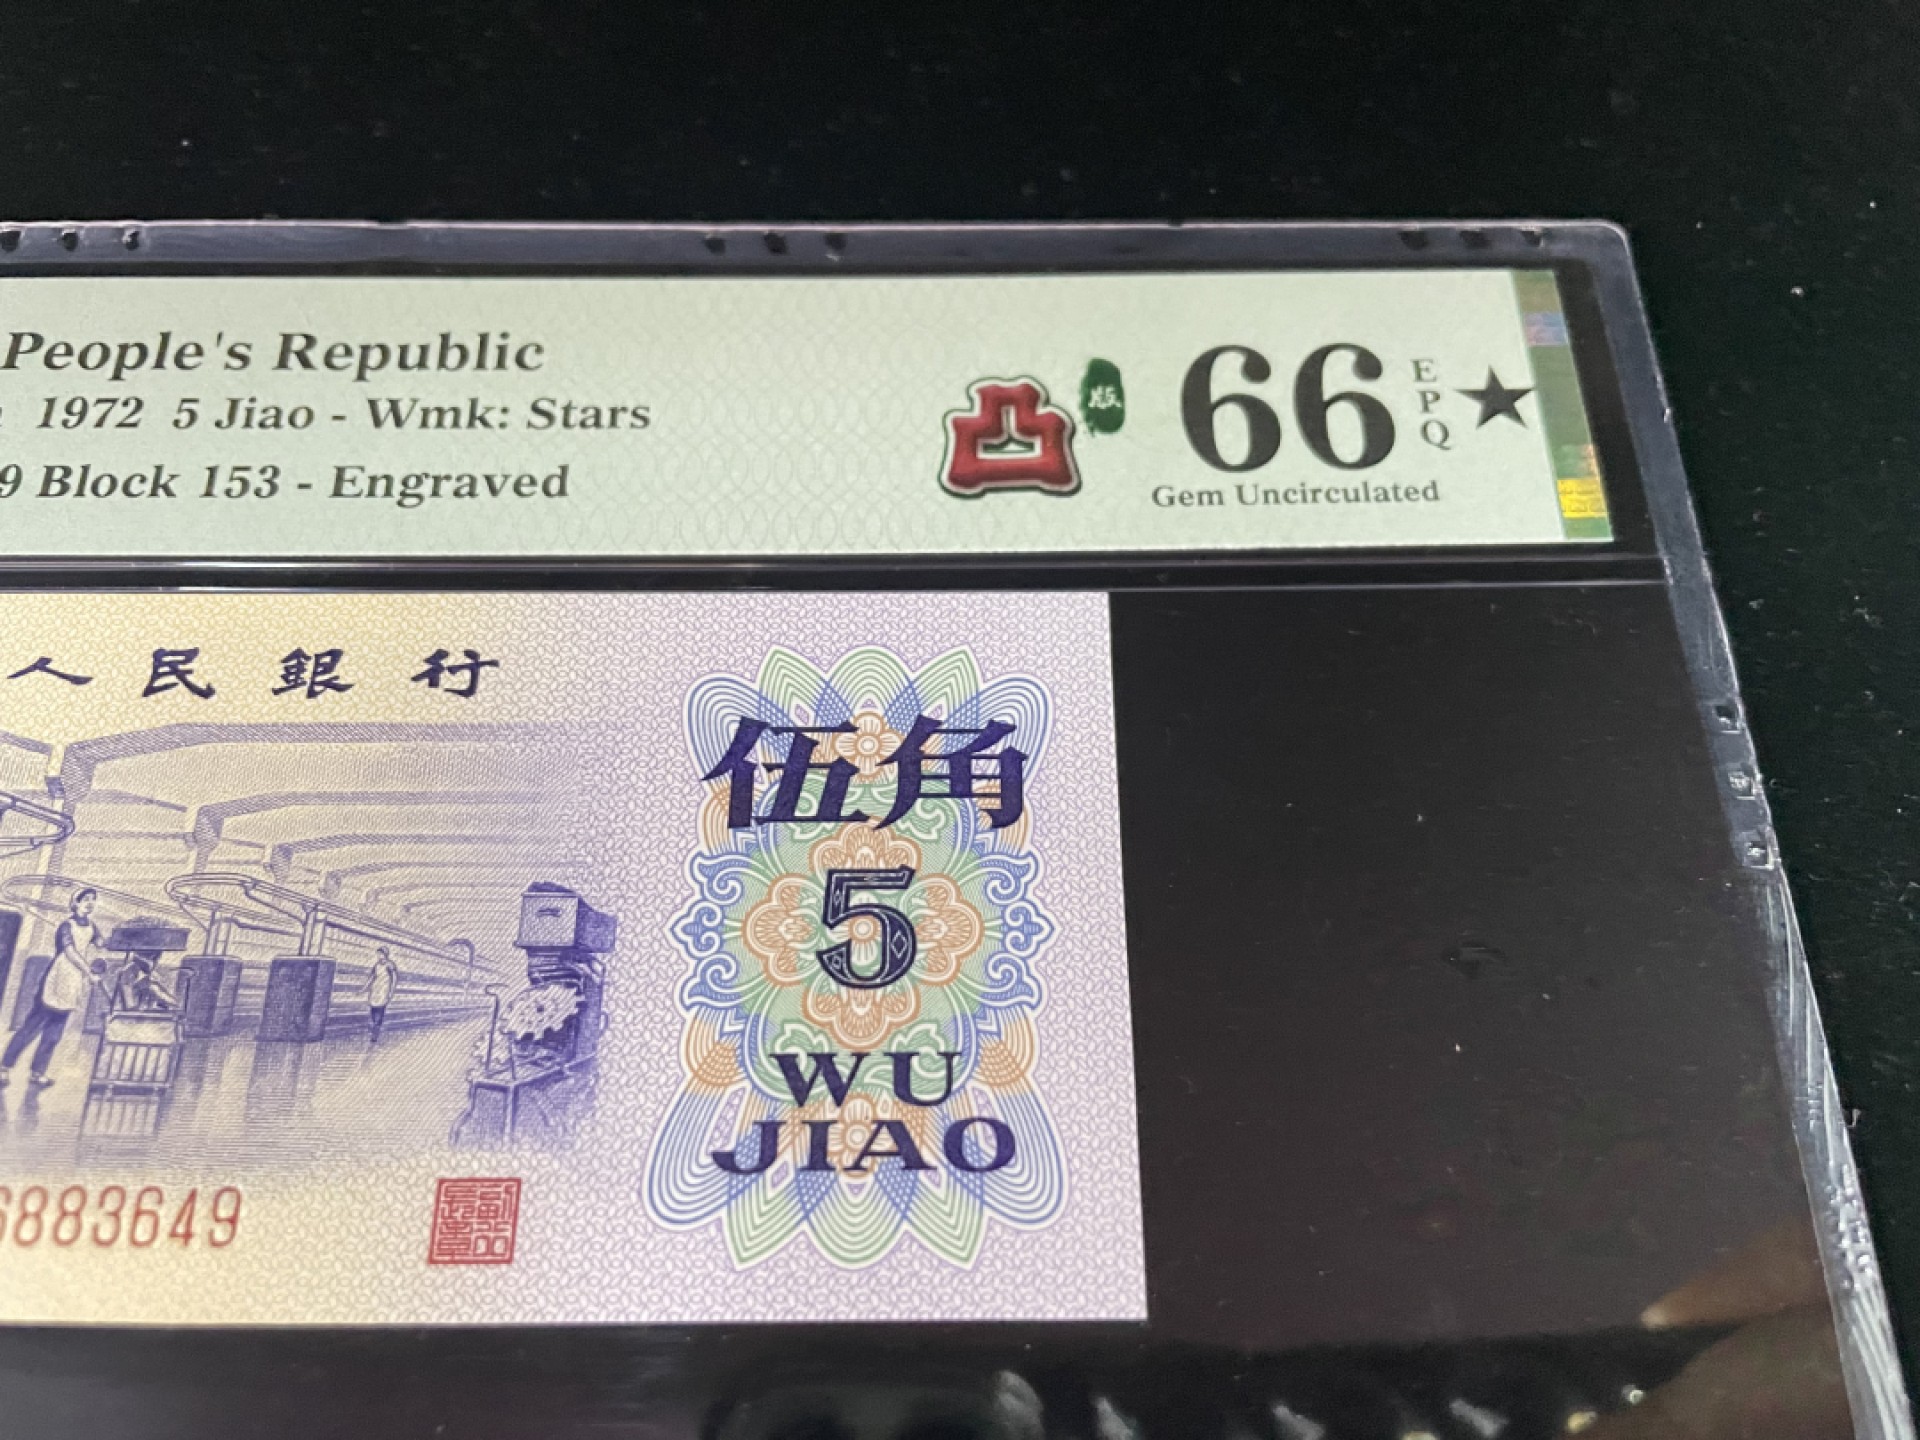 People's Republic
1972 5 Jiao - Wmk: Stars
9 Block 153 - Engraved
凸
版
66
EPQ
★
Gem Uncirculated
人民銀行
伍角
5
WU
JIAO
6883649